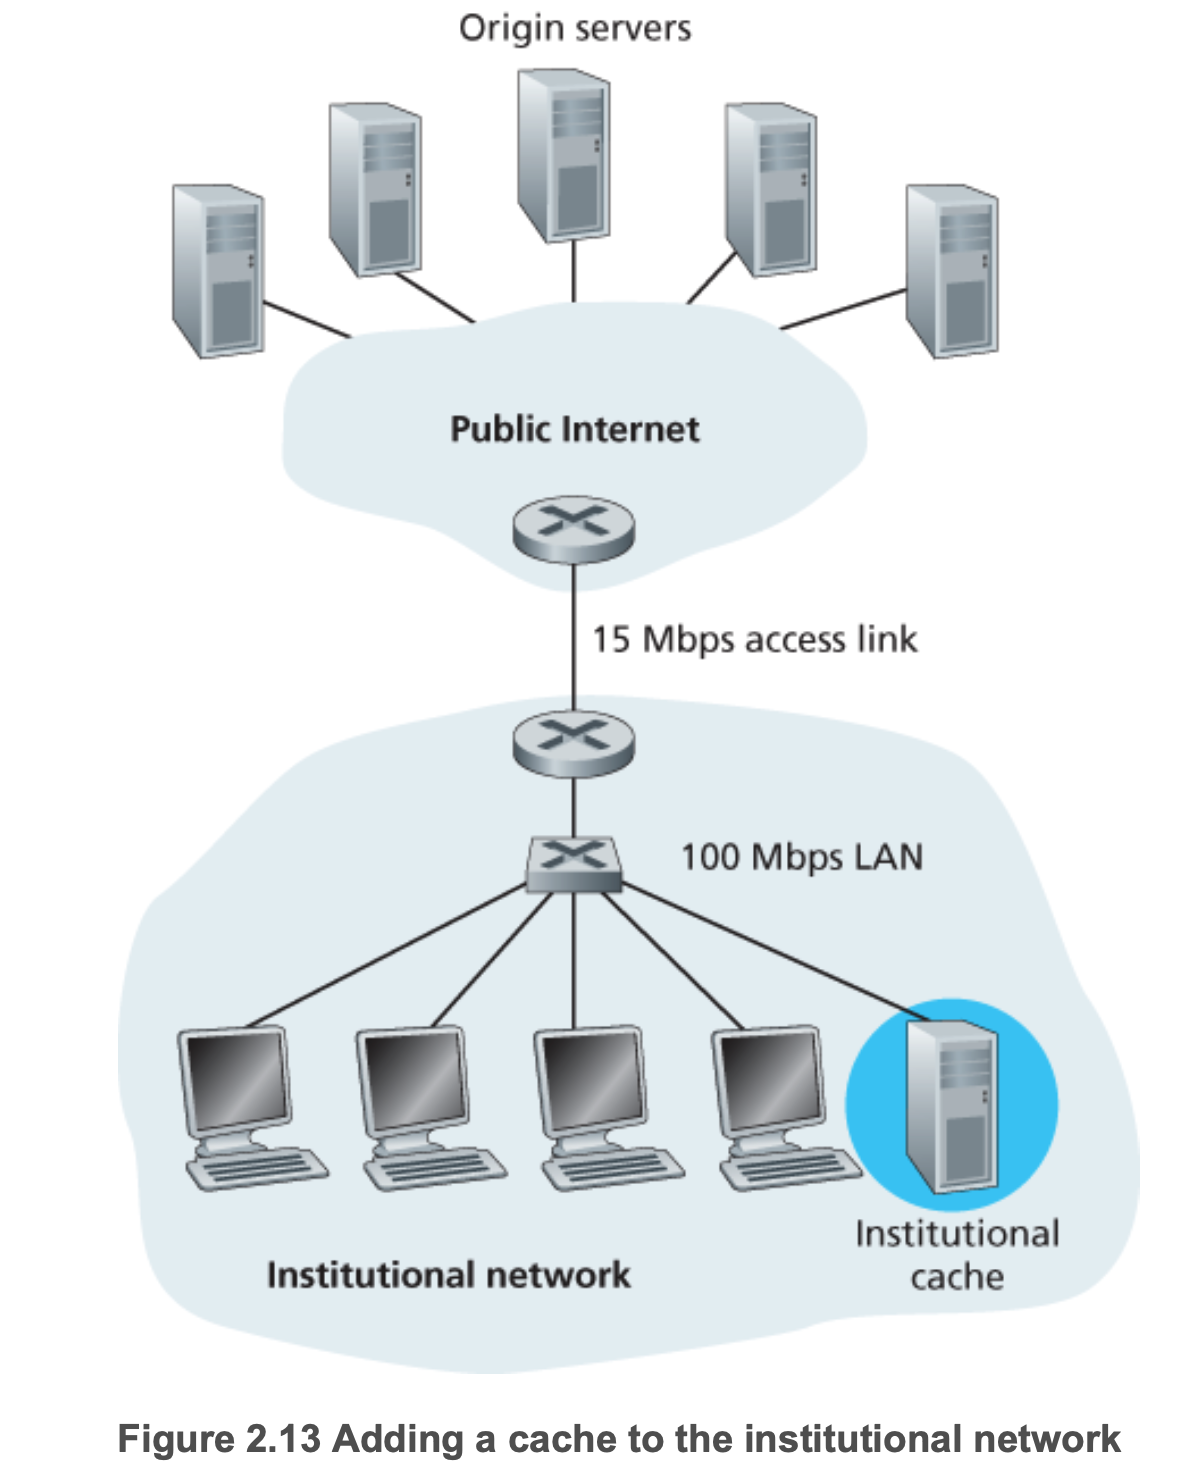 Origin servers
Public Internet
15 Mbps access link
100 Mbps LAN
Institutional
cache
Institutional network
Figure 2.13 Adding a cache to the institutional network